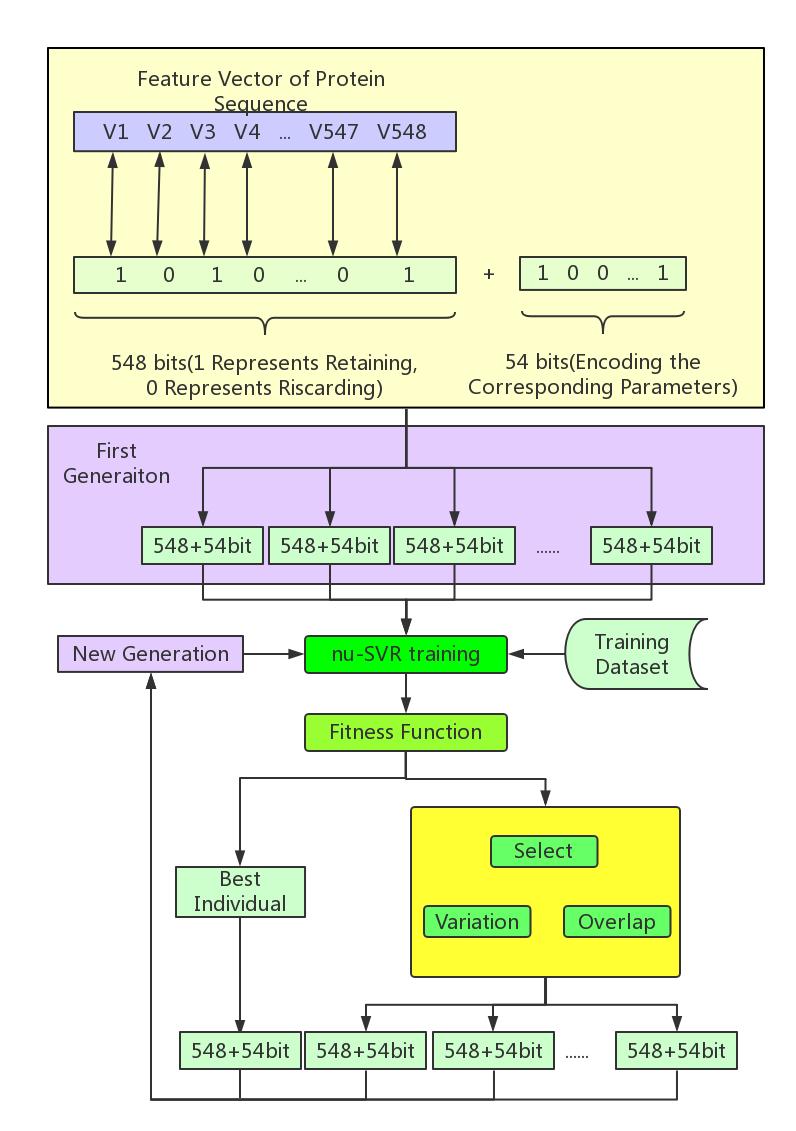 Feature Vector of Protein
Sequence
V1 V2 V3 V4 ... V547 V548
1 0 1 0 ... 0 1 + 1 0 0 ... 1
548 bits(1 Represents Retaining,
0 Represents Riscarding)
54 bits(Encoding the
Corresponding Parameters)
First
Generaiton
548+54bit 548+54bit 548+54bit ...... 548+54bit
New Generation
nu-SVR training
Training
Dataset
Fitness Function
Select
Best
Individual
Variation
Overlap
548+54bit 548+54bit 548+54bit ...... 548+54bit